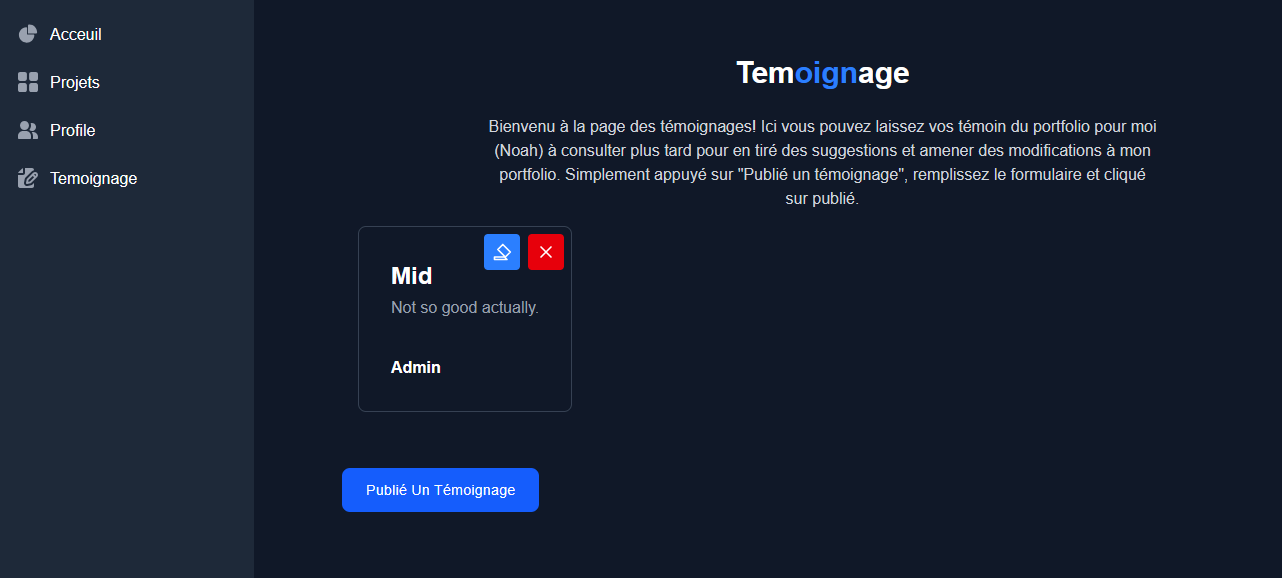 Acceuil
Projets
Profile
Temoignage
Temoignage
Bienvenu à la page des témoignages! Ici vous pouvez laissez vos témoin du portfolio pour moi
(Noah) à consulter plus tard pour en tiré des suggestions et amener des modifications à mon
portfolio. Simplement appuyé sur "Publié un témoignage", remplissez le formulaire et cliqué
sur publié.
Mid
Not so good actually.
Admin
Publié Un Témoignage